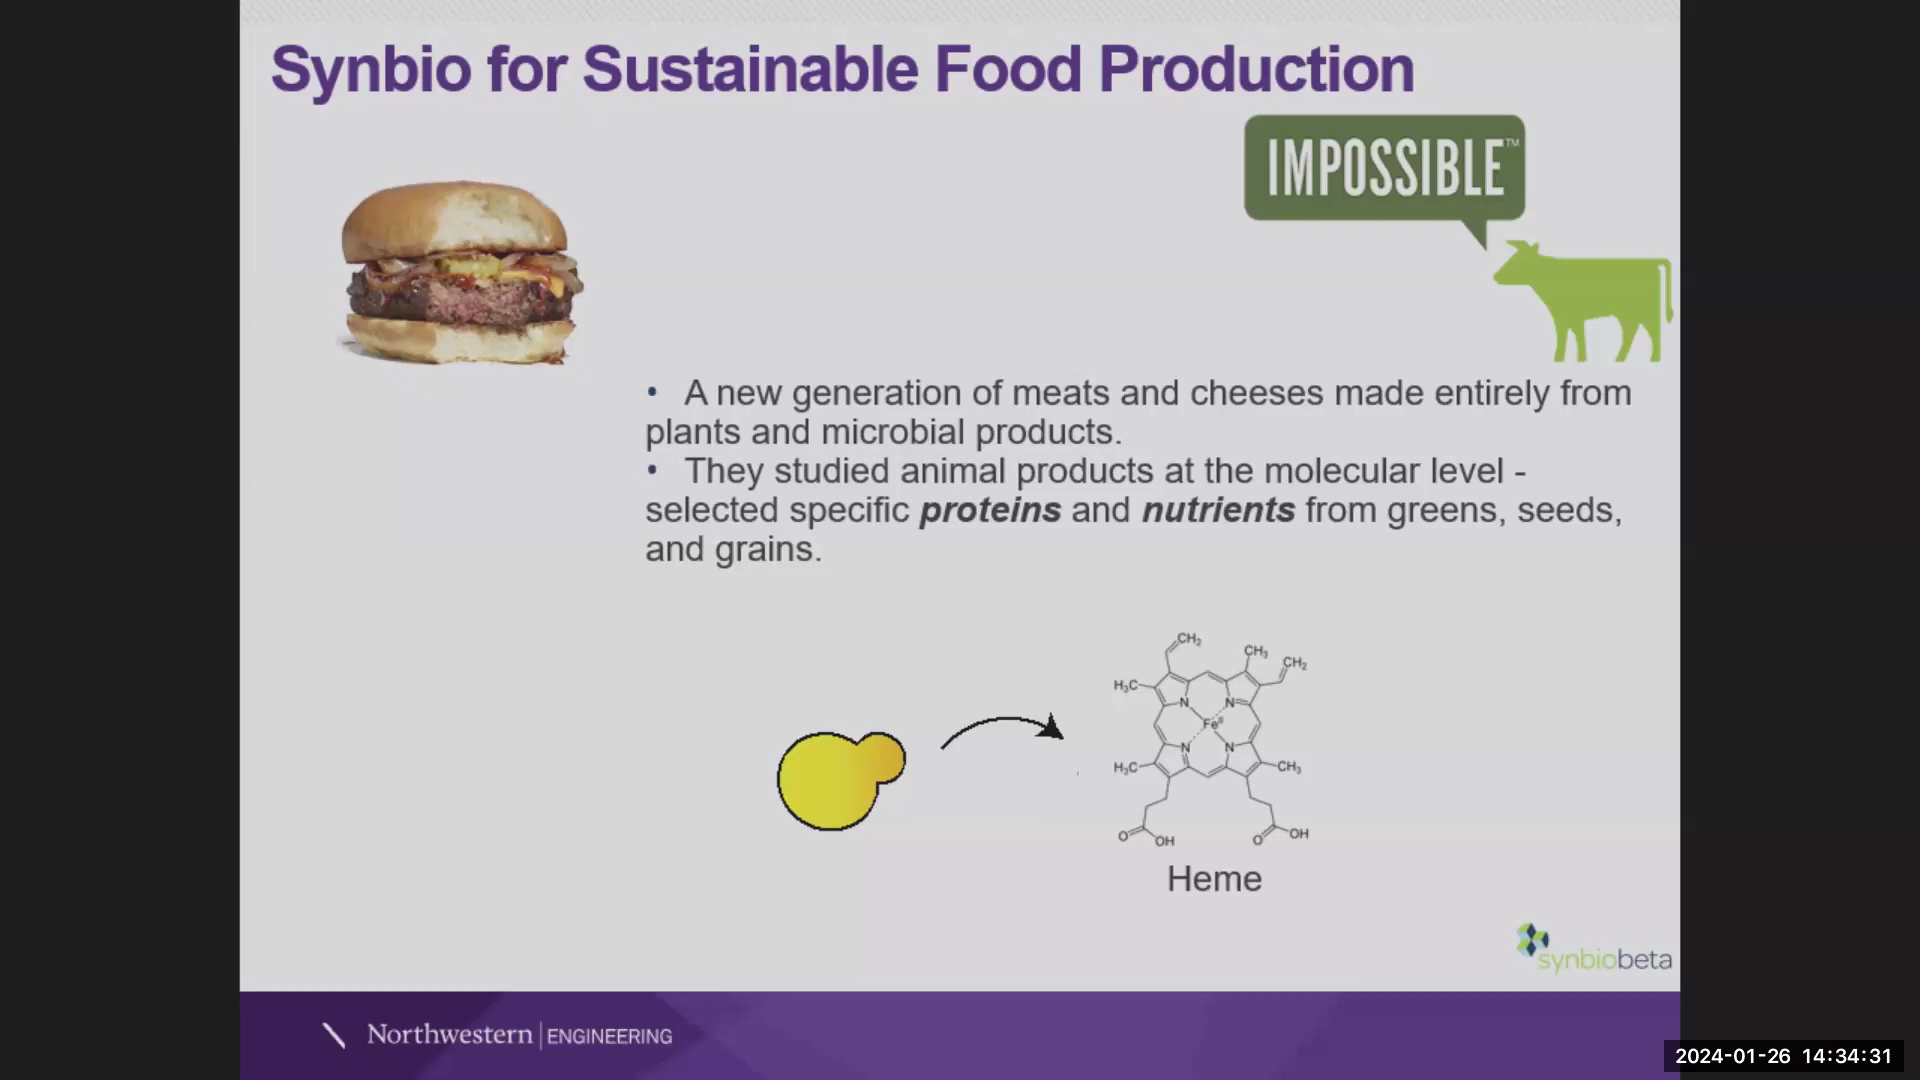 Synbio for Sustainable Food Production
IMPOSSIBLE™
• A new generation of meats and cheeses made entirely from
plants and microbial products.
• They studied animal products at the molecular level -
selected specific proteins and nutrients from greens, seeds,
and grains.
CH₂
CH₃
CH₂
H₃C
N
N
Feᴵᴵ
N
N
H₃C
CH₃
O
OH
O
OH
Heme
synbiobeta
Northwestern | ENGINEERING
2024-01-26 14:34:31